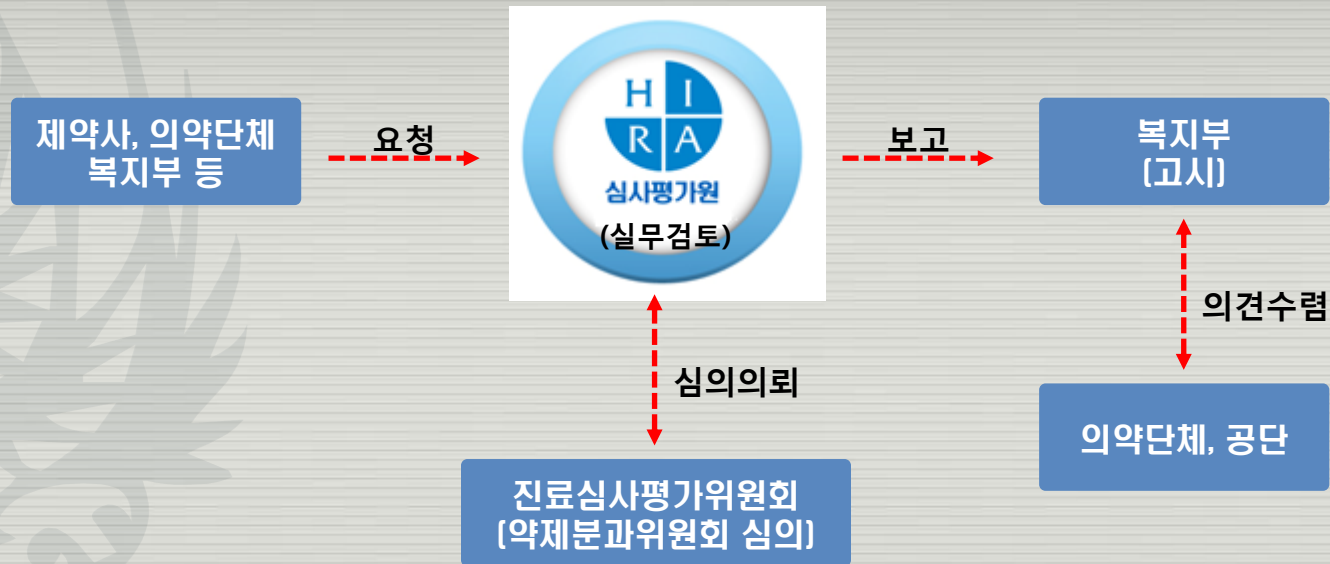 제약사, 의약단체
복지부 등
요청
H I
R A
심사평가원
(실무검토)
보고
복지부
(고시)
의견수렴
심의의뢰
의약단체, 공단
진료심사평가위원회
(약제분과위원회 심의)